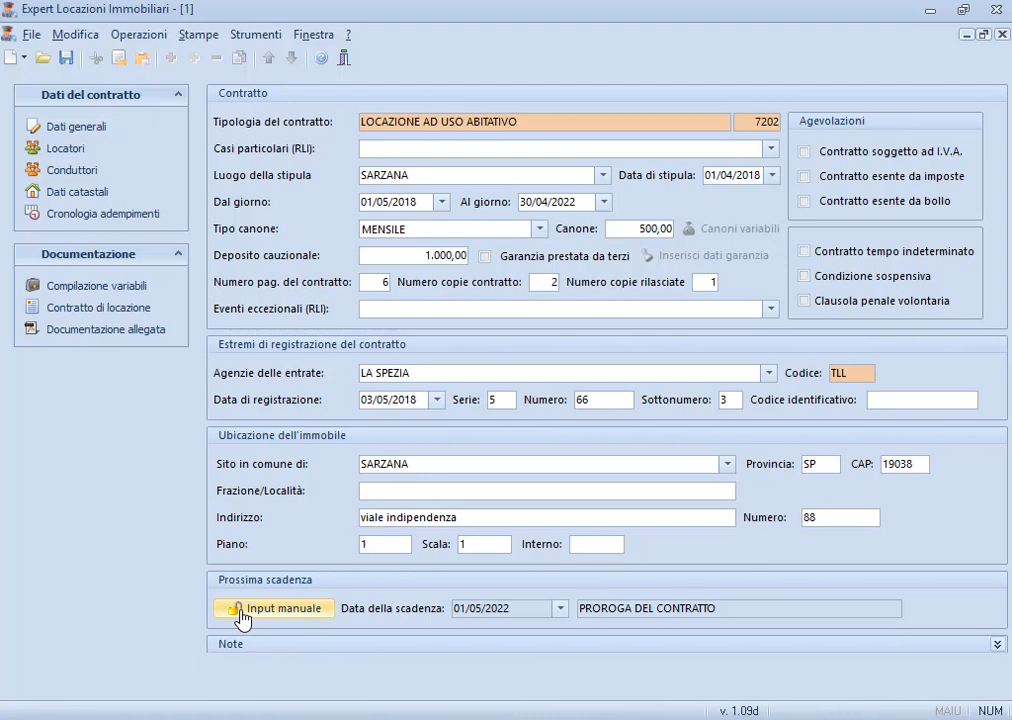 Expert Locazioni Immobiliari - [1]
File Modifica Operazioni Stampe Strumenti Finestra ?
Dati del contratto
Dati generali
Locatori
Conduttori
Dati catastali
Cronologia adempimenti
Documentazione
Compilazione variabili
Contratto di locazione
Documentazione allegata
Contratto
Tipologia del contratto: LOCAZIONE AD USO ABITATIVO 7202
Casi particolari (RLI):
Luogo della stipula SARZANA Data di stipula: 01/04/2018
Dal giorno: 01/05/2018 Al giorno: 30/04/2022
Tipo canone: MENSILE Canone: 500,00 Canoni variabili
Deposito cauzionale: 1.000,00 Garanzia prestata da terzi Inserisci dati garanzia
Numero pag. del contratto: 6 Numero copie contratto: 2 Numero copie rilasciate 1
Eventi eccezionali (RLI):
Agevolazioni
Contratto soggetto ad I.V.A.
Contratto esente da imposte
Contratto esente da bollo
Contratto tempo indeterminato
Condizione sospensiva
Clausola penale volontaria
Estremi di registrazione del contratto
Agenzie delle entrate: LA SPEZIA Codice: TLL
Data di registrazione: 03/05/2018 Serie: 5 Numero: 66 Sottonumero: 3 Codice identificativo:
Ubicazione dell'immobile
Sito in comune di: SARZANA Provincia: SP CAP: 19038
Frazione/Località:
Indirizzo: viale indipendenza Numero: 88
Piano: 1 Scala: 1 Interno:
Prossima scadenza
Input manuale Data della scadenza: 01/05/2022 PROROGA DEL CONTRATTO
Note
v. 1.09d MAIU NUM